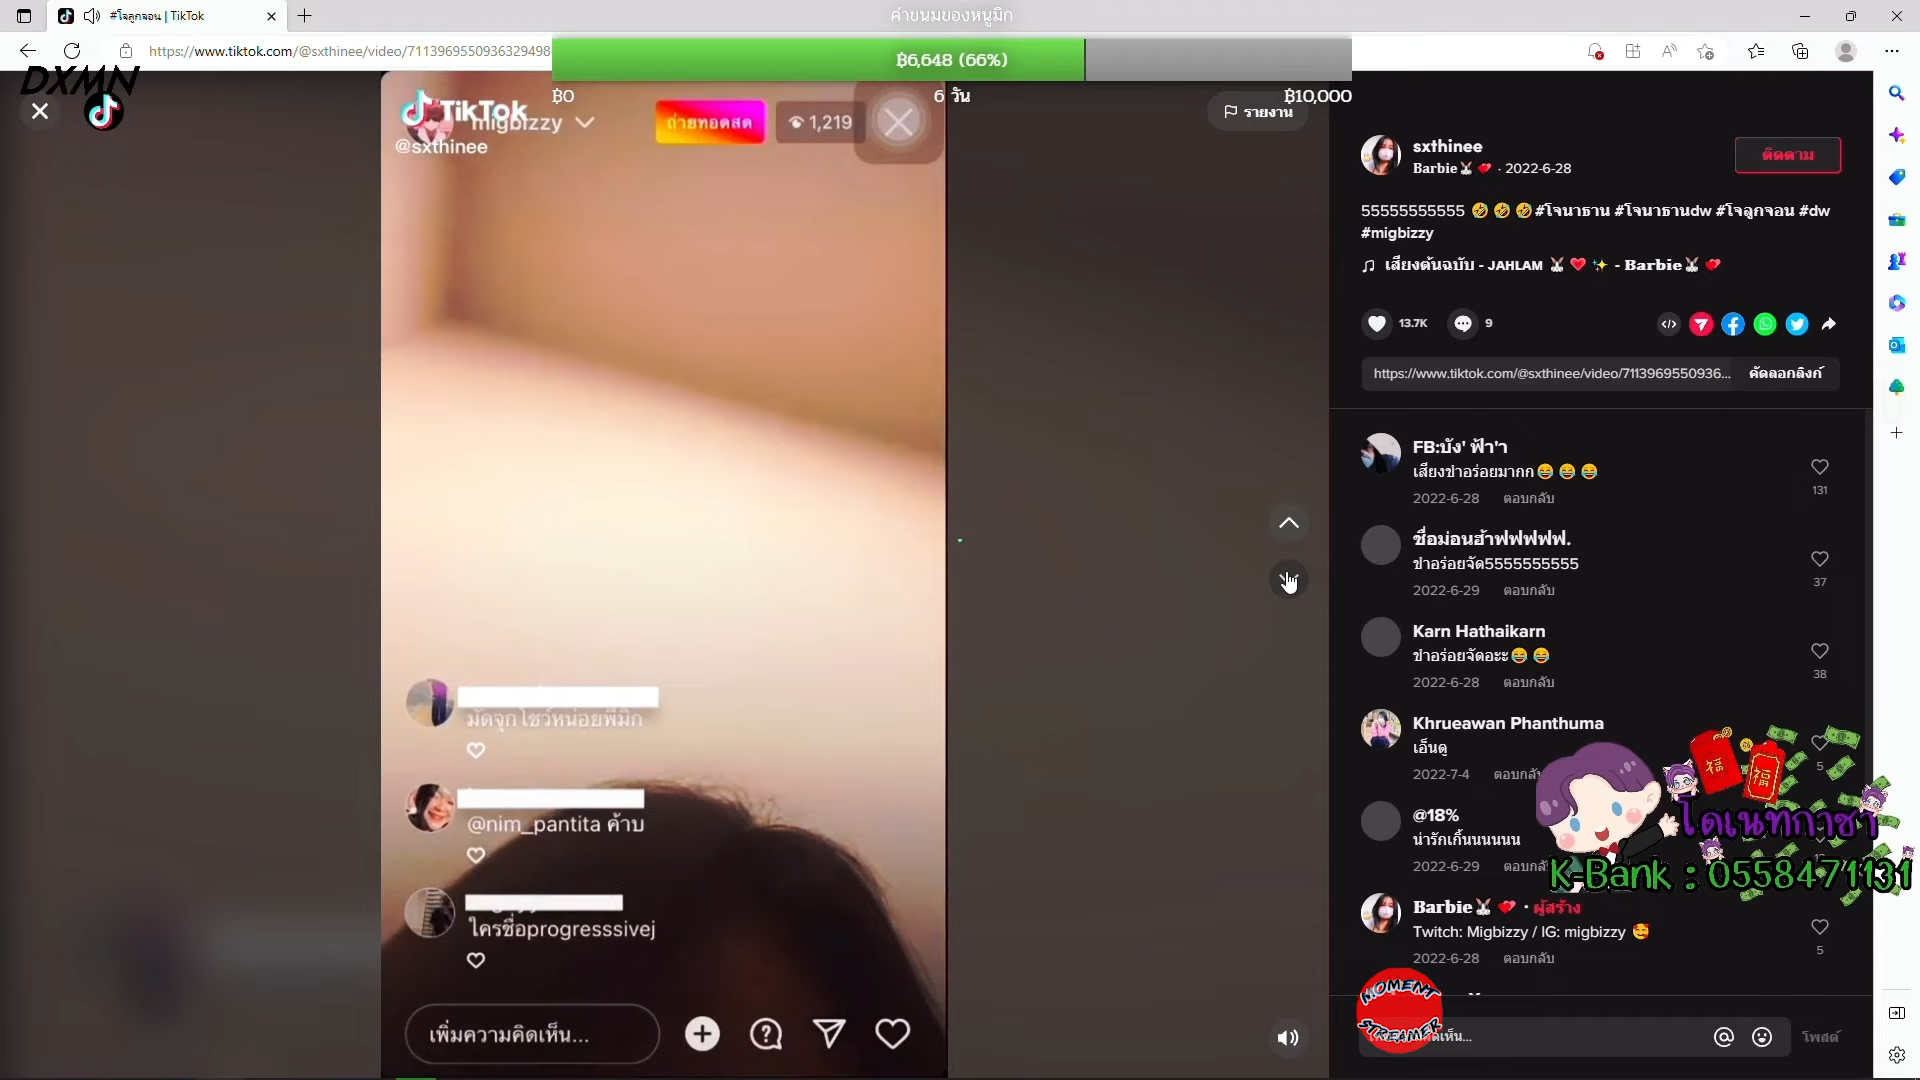 #โจลูกจอน | TikTok
ค่าขนมของหนูมิก
https://www.tiktok.com/@sxthinee/video/7113969550936329498
฿6,648 (66%)
฿0
6 วัน
฿10,000
DXMN
TikTok
migbizzy
@sxthinee
ถ่ายทอดสด
1,219
รายงาน
มัดจุกโชว์หน่อยพี่มิก
@nim_pantita ค้าบ
ใครชื่อprogresssivej
เพิ่มความคิดเห็น...
sxthinee
Barbie · 2022-6-28
ติดตาม
55555555555 🤣 🤣 🤣#โจนาธาน #โจนาธานdw #โจลูกจอน #dw
#migbizzy
เสียงต้นฉบับ - JAHLAM 🐰 ❤️ ✨ - Barbie
13.7K
9
https://www.tiktok.com/@sxthinee/video/7113969550936...
คัดลอกลิงก์
FB:บัง' ฟ้า'า
เสียงขำอร่อยมากก😂 😂 😂
131
2022-6-28 ตอบกลับ
ชื่อม่อนฮ้าฟฟฟฟฟ.
ขำอร่อยจัด5555555555
37
2022-6-29 ตอบกลับ
Karn Hathaikarn
ขำอร่อยจัดอะะ😂 😂
38
2022-6-28 ตอบกลับ
Khrueawan Phanthuma
เอ็นดู
5
2022-7-4
@18%
น่ารักเกิ้นนนนนน
2022-6-29
福
福
โดเนทกาชา
K-Bank : 0558471131
Barbie · ผู้สร้าง
Twitch: Migbizzy / IG: migbizzy 🥰
5
2022-6-28 ตอบกลับ
MOMENT
STREAMER
โพสต์